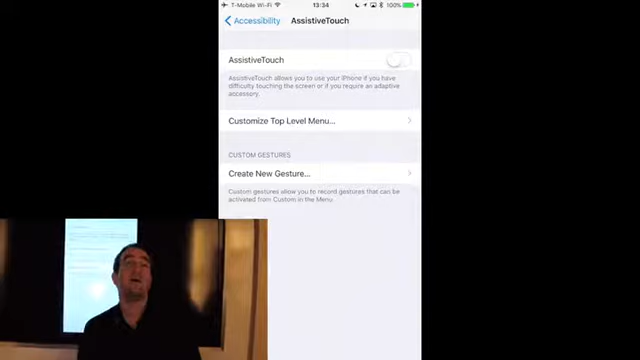 T-Mobile Wi-Fi 13:34 100%
Accessibility AssistiveTouch
AssistiveTouch
AssistiveTouch allows you to use your iPhone if you have
difficulty touching the screen or if you require an adaptive
accessory.
Customize Top Level Menu...
CUSTOM GESTURES
Create New Gesture...
Custom gestures allow you to record gestures that can be
activated from Custom in the Menu.